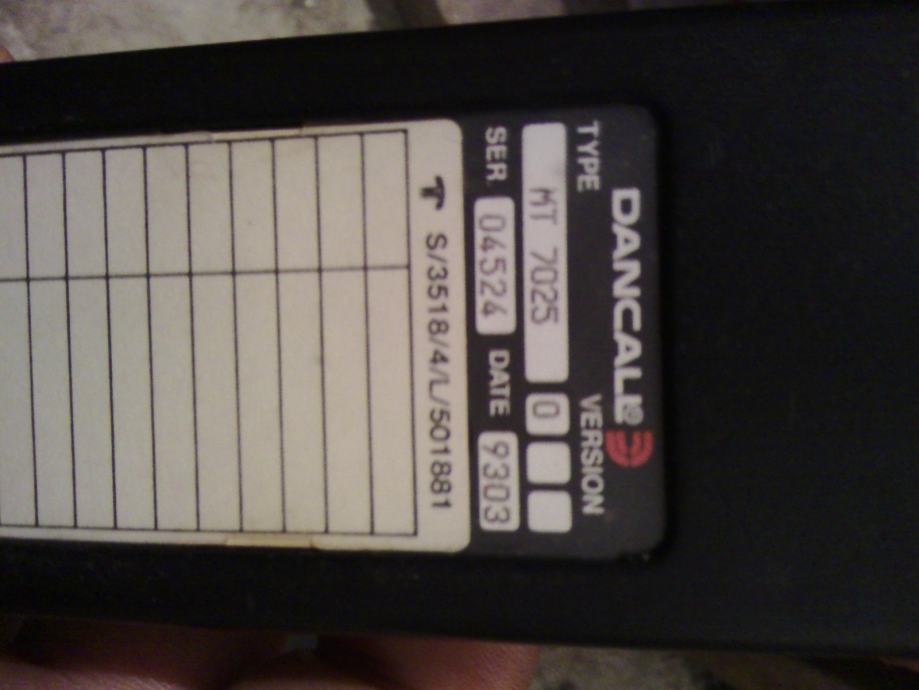 DANCALL
TYPE VERSION
MT 7025 0
SER. 04524 DATE 9303
S/3518/4/L/501881